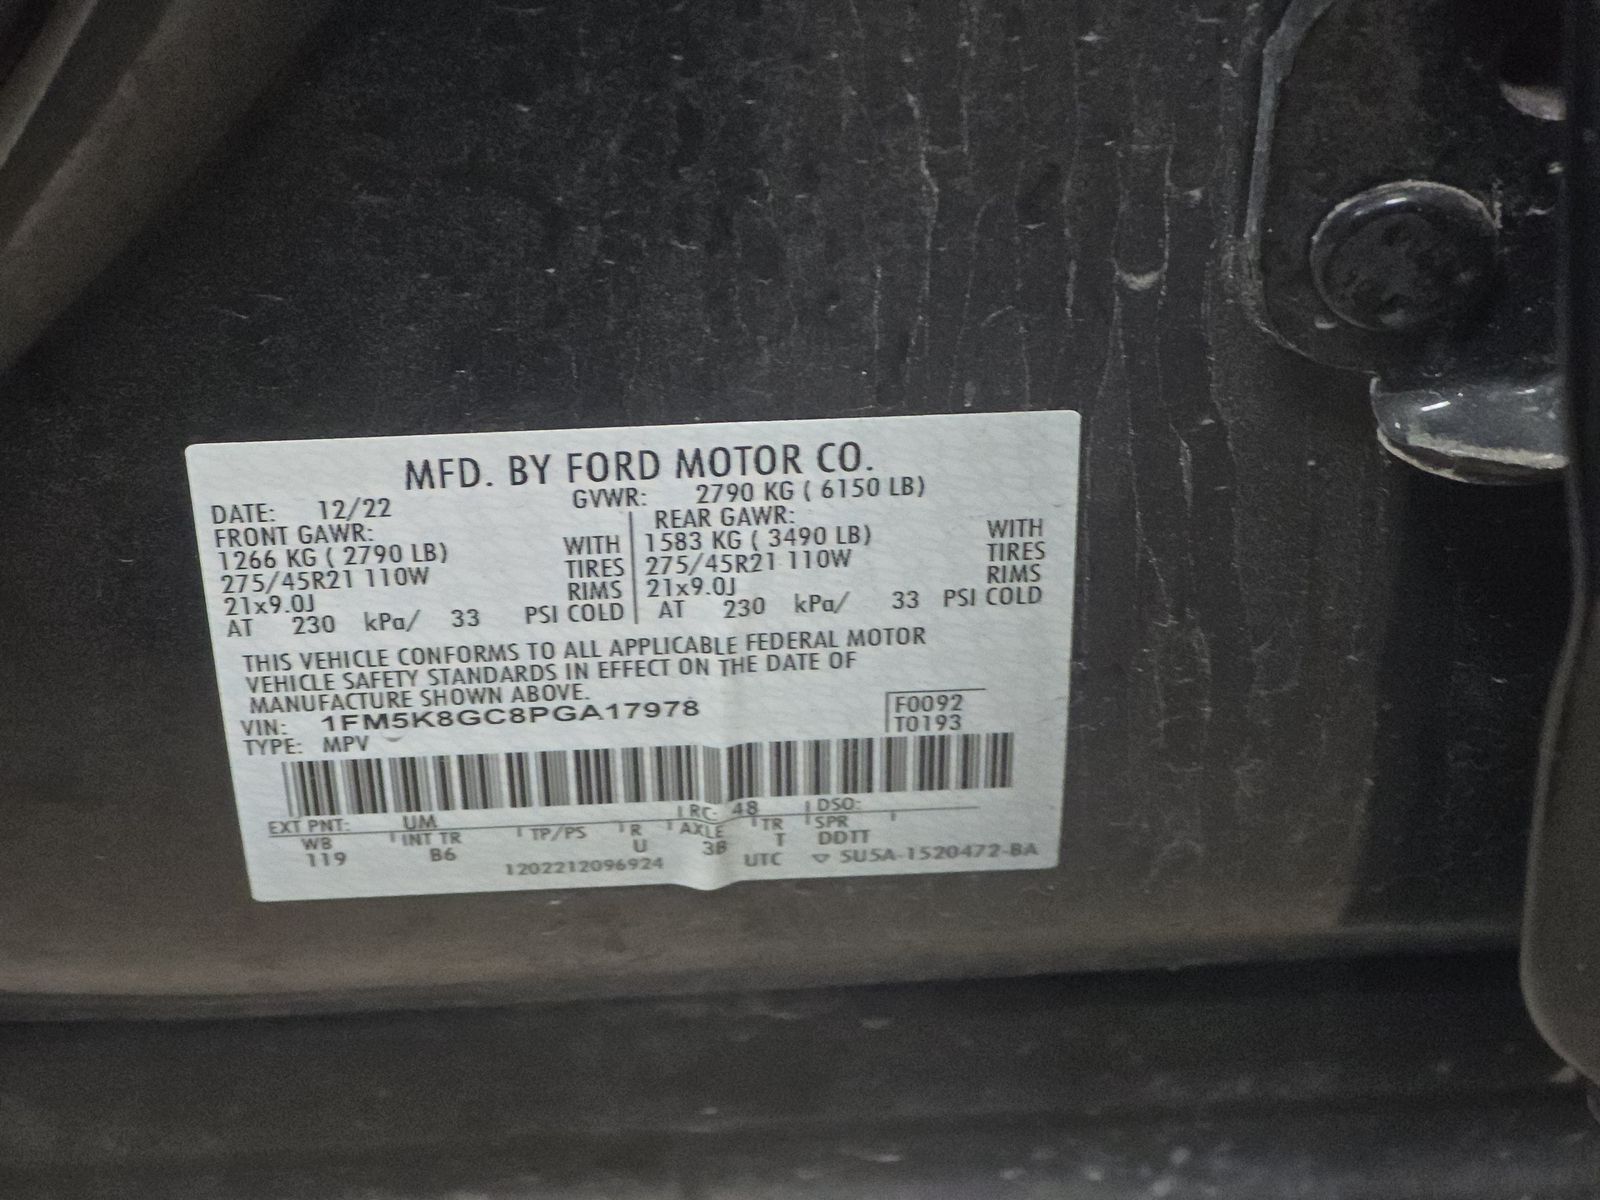 MFD. BY FORD MOTOR CO.
DATE: 12/22 GVWR: 2790 KG ( 6150 LB)
FRONT GAWR: REAR GAWR:
1266 KG ( 2790 LB) WITH 1583 KG ( 3490 LB) WITH
275/45R21 110W TIRES 275/45R21 110W TIRES
21x9.0J RIMS 21x9.0J RIMS
AT 230 kPa/ 33 PSI COLD AT 230 kPa/ 33 PSI COLD
THIS VEHICLE CONFORMS TO ALL APPLICABLE FEDERAL MOTOR
VEHICLE SAFETY STANDARDS IN EFFECT ON THE DATE OF
MANUFACTURE SHOWN ABOVE.
VIN: 1FM5K8GC8PGA17978 F0092
TYPE: MPV T0193
EXT PNT: UM RC: 48 DSO:
WB INT TR TP/PS R AXLE TR SPR
119 B6 U 3B T DDTT
1202212096924 UTC ▽ SU5A-1520472-BA